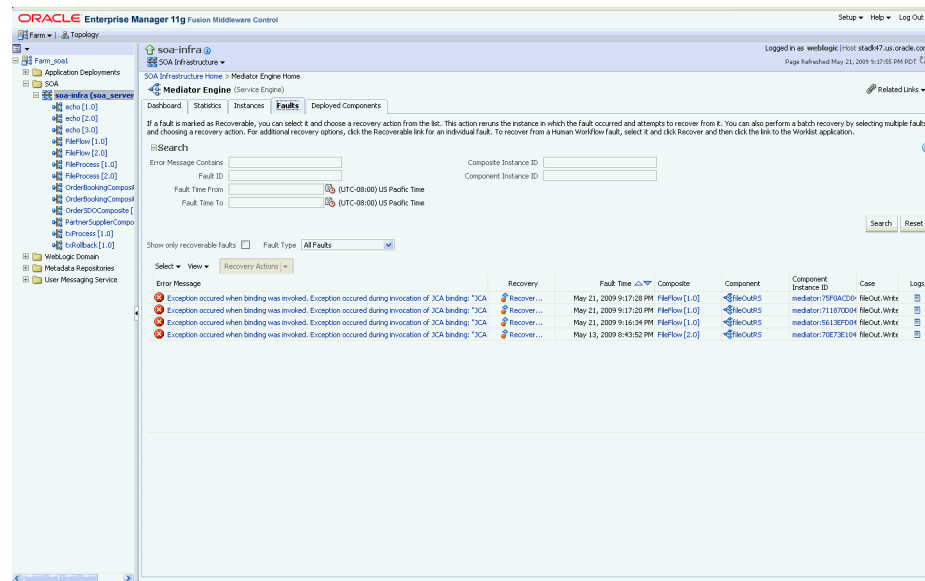 ORACLE Enterprise Manager 11g Fusion Middleware Control
Setup Help Log Out
Farm Topology
Farm_soa1
Application Deployments
SOA
soa-infra (soa_server
echo [1.0]
echo [2.0]
echo [3.0]
FileFlow [1.0]
FileFlow [2.0]
FileProcess [1.0]
FileProcess [2.0]
OrderBookingComposit
OrderBookingComposit
OrderSDOComposite [
PartnerSupplierCompo
txProcess [1.0]
txRollback [1.0]
WebLogic Domain
Metadata Repositories
User Messaging Service
soa-infra
Logged in as weblogic | Host stadk47.us.oracle.com
SOA Infrastructure
Page Refreshed May 21, 2009 9:17:55 PM PDT
SOA Infrastructure Home > Mediator Engine Home
Mediator Engine (Service Engine)
Related Links
Dashboard Statistics Instances Faults Deployed Components
If a fault is marked as Recoverable, you can select it and choose a recovery action from the list. This action reruns the instance in which the fault occurred and attempts to recover from it. You can also perform a batch recovery by selecting multiple faults
and choosing a recovery action. For additional recovery options, click the Recoverable link for an individual fault. To recover from a Human Workflow fault, select it and click Recover and then click the link to the Worklist application.
Search
Error Message Contains Composite Instance ID
Fault ID Component Instance ID
Fault Time From (UTC-08:00) US Pacific Time
Fault Time To (UTC-08:00) US Pacific Time
Search Reset
Show only recoverable faults Fault Type All Faults
Select View Recovery Actions
Error Message Recovery Fault Time Composite Component Component Instance ID Case Logs
Exception occured when binding was invoked. Exception occured during invocation of JCA binding: "JCA Recover... May 21, 2009 9:17:28 PM FileFlow [1.0] fileOutRS mediator:75F0ACD0 fileOut.Write
Exception occured when binding was invoked. Exception occured during invocation of JCA binding: "JCA Recover... May 21, 2009 9:17:20 PM FileFlow [1.0] fileOutRS mediator:711870D04 fileOut.Write
Exception occured when binding was invoked. Exception occured during invocation of JCA binding: "JCA Recover... May 21, 2009 9:16:34 PM FileFlow [1.0] fileOutRS mediator:5613EFD04 fileOut.Write
Exception occured when binding was invoked. Exception occured during invocation of JCA binding: "JCA Recover... May 13, 2009 8:43:52 PM FileFlow [2.0] fileOutRS mediator:70E73E104 fileOut.Write